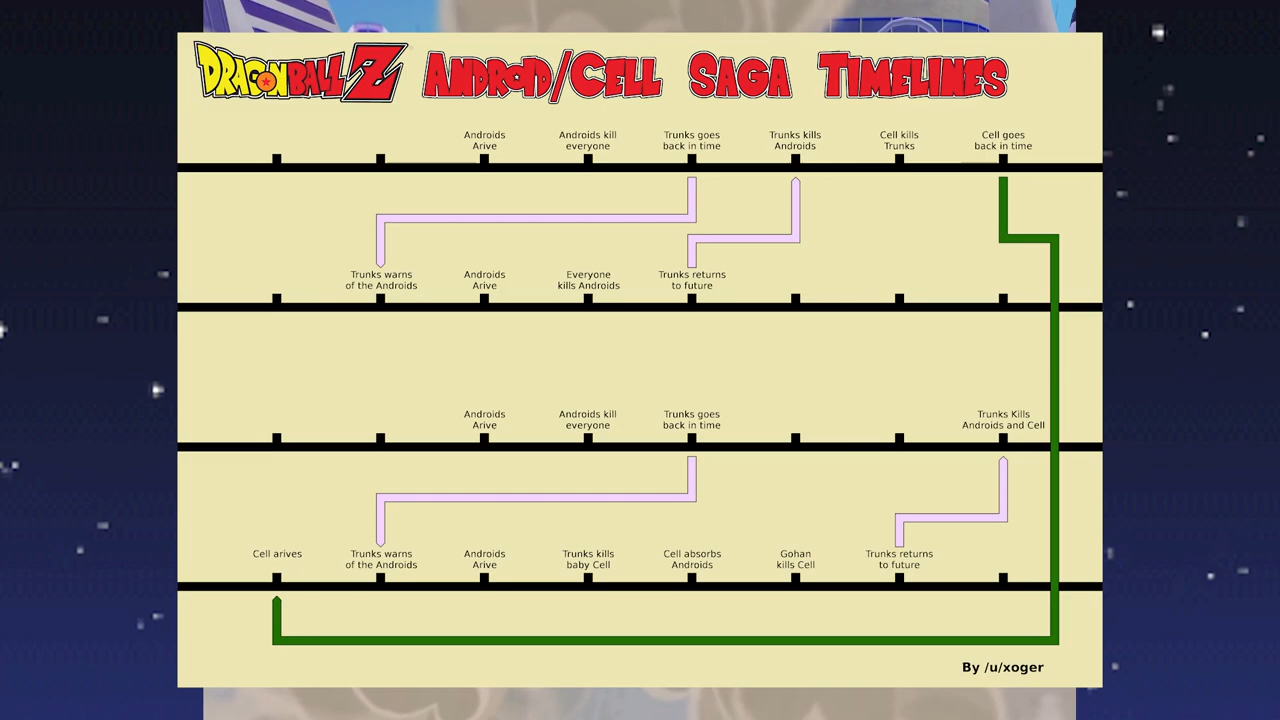 DRAGONBALL Z ANDROID/CELL SAGA TIMELINES
Androids Androids kill Trunks goes Trunks kills Cell kills Cell goes
Arive everyone back in time Androids Trunks back in time
Trunks warns Androids Everyone Trunks returns
of the Androids Arive kills Androids to future
Androids Androids kill Trunks goes Trunks Kills
Arive everyone back in time Androids and Cell
Cell arives Trunks warns Androids Trunks kills Cell absorbs Gohan Trunks returns
of the Androids Arive baby Cell Androids kills Cell to future
By /u/xoger